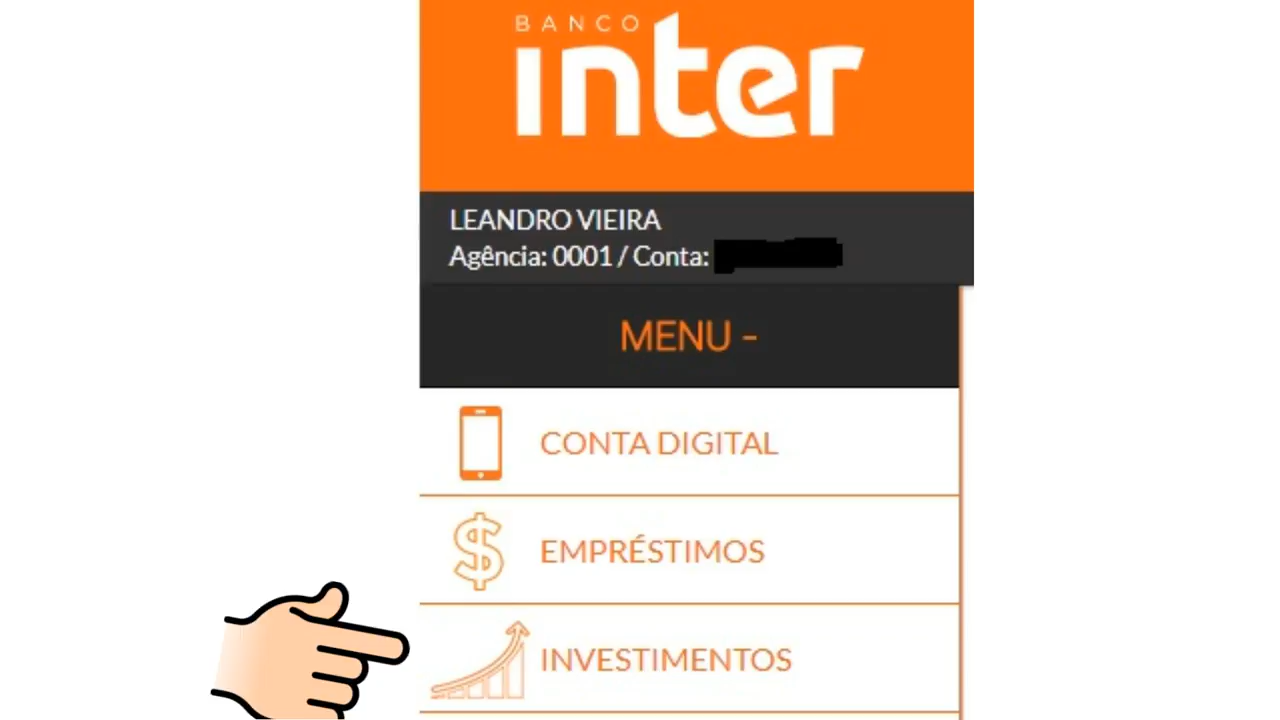 BANCO
inter
LEANDRO VIEIRA
Agência: 0001 / Conta:
MENU -
CONTA DIGITAL
EMPRÉSTIMOS
INVESTIMENTOS